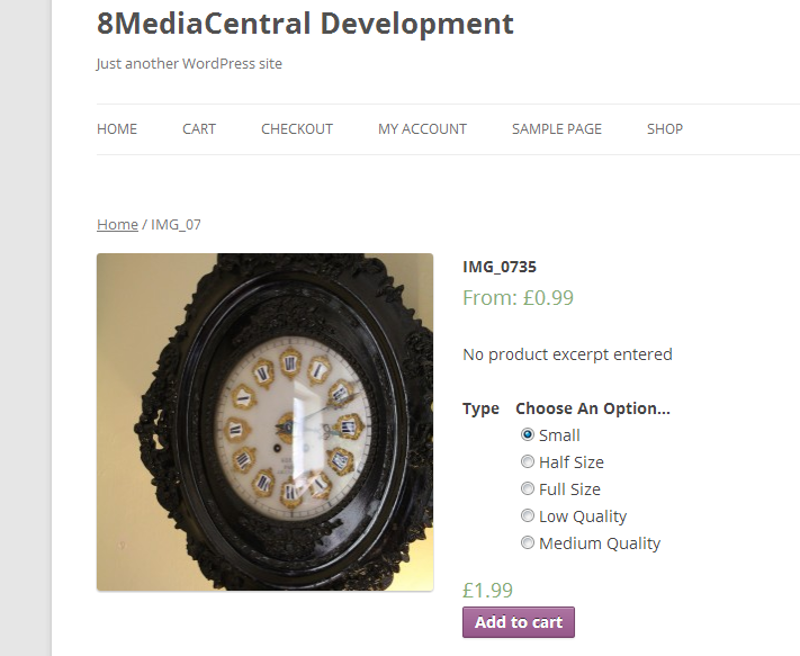 8MediaCentral Development
Just another WordPress site
HOME CART CHECKOUT MY ACCOUNT SAMPLE PAGE SHOP
Home / IMG_07
IMG_0735
From: £0.99
No product excerpt entered
Type Choose An Option...
Small
Half Size
Full Size
Low Quality
Medium Quality
£1.99
Add to cart